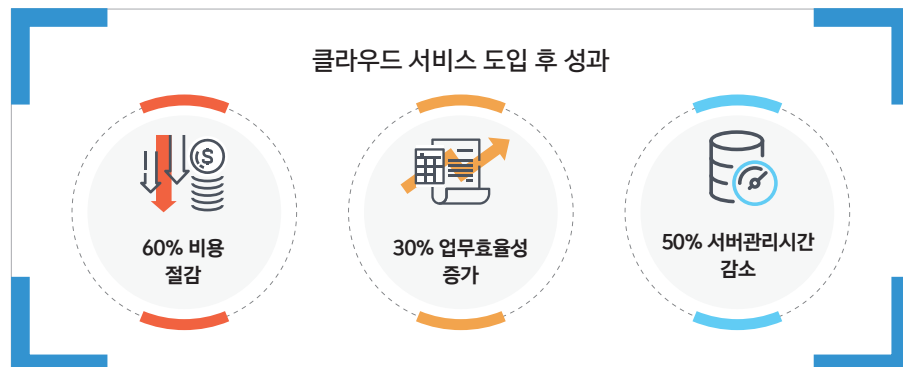 클라우드 서비스 도입 후 성과
$
60% 비용
절감
30% 업무효율성
증가
50% 서버관리시간
감소